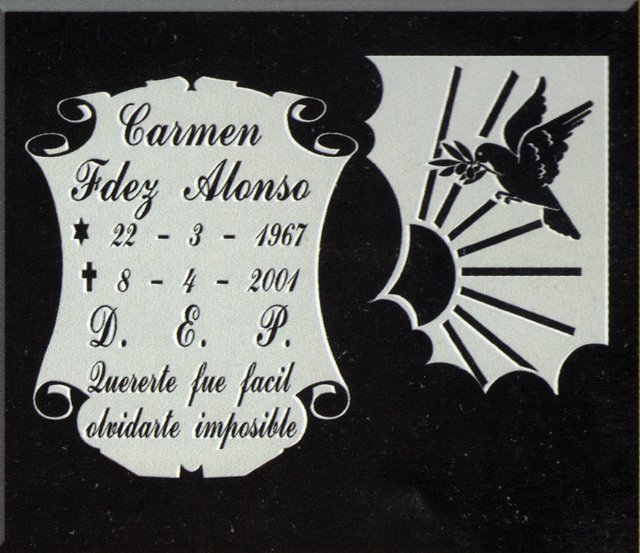 Carmen
Fdez Alonso
✶ 22 - 3 - 1967
✝ 8 - 4 - 2001
D. E. P.
Quererte fue facil
olvidarte imposible